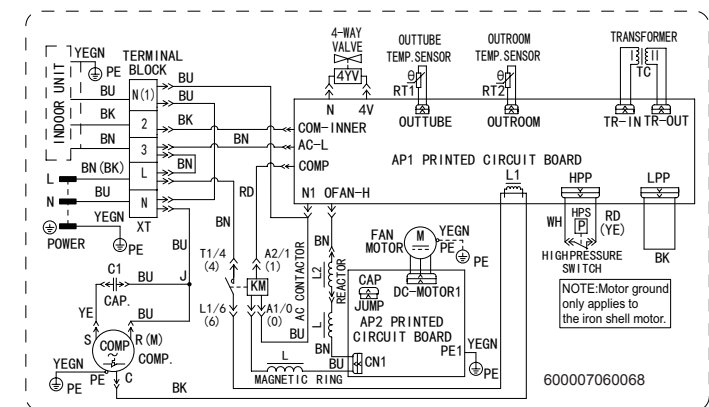 4-WAY
VALVE
4YV
N 4V
OUTTUBE
TEMP.SENSOR
θ
RT1
OUTTUBE
OUTROOM
TEMP.SENSOR
θ
RT2
OUTROOM
TRANSFORMER
I II
TC
TR-IN TR-OUT
INDOOR UNIT
YEGN
PE
TERMINAL
BLOCK
BU
BU
N(1)
BU
BK
2
BK
BN
3
BN
BN
BN(BK)
L
L
BU
N
N
YEGN
XT
POWER
PE
COM-INNER
AC-L
COMP
AP1 PRINTED CIRCUIT BOARD
N1 OFAN-H
L1
HPP
LPP
WH
HPS
P
RD
(YE)
HIGHPRESSURE
SWITCH
BK
NOTE:Motor ground
only applies to
the iron shell motor.
RD
BN
BU
T1/4
(4)
A2/1
(1)
KM
L1/6
(6)
A1/0
(0)
AC CONTACTOR
BU
BN
L2
REACTOR
L
BN
BU
CN1
L
MAGNETIC RING
FAN
MOTOR
M
YEGN
PE
PE
DC-MOTOR1
CAP
JUMP
AP2 PRINTED
CIRCUIT BOARD
PE1
YEGN
PE
C1
CAP.
BU
J
YE
BU
S
R(M)
COMP
COMP.
YEGN
PE
PE
C
BK
600007060068